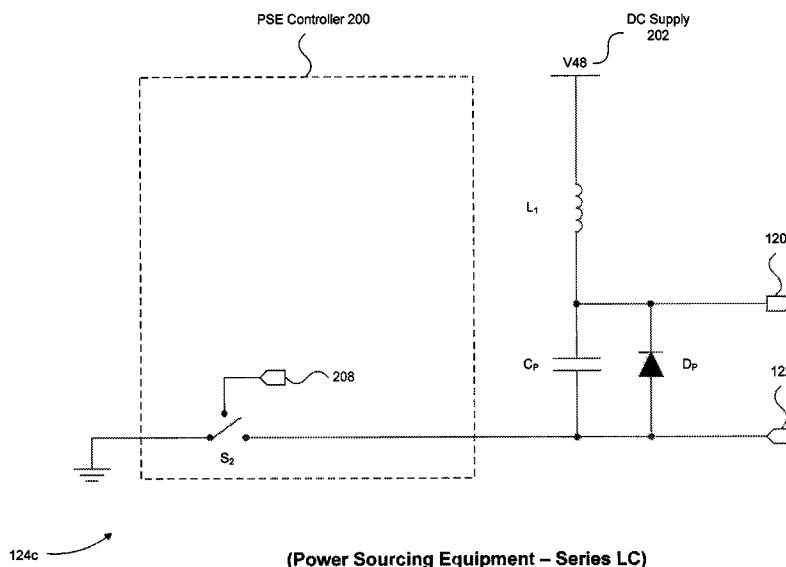 PSE Controller 200
DC Supply
202
V48
L1
120
CP
DP
122
208
S2
124c
(Power Sourcing Equipment – Series LC)